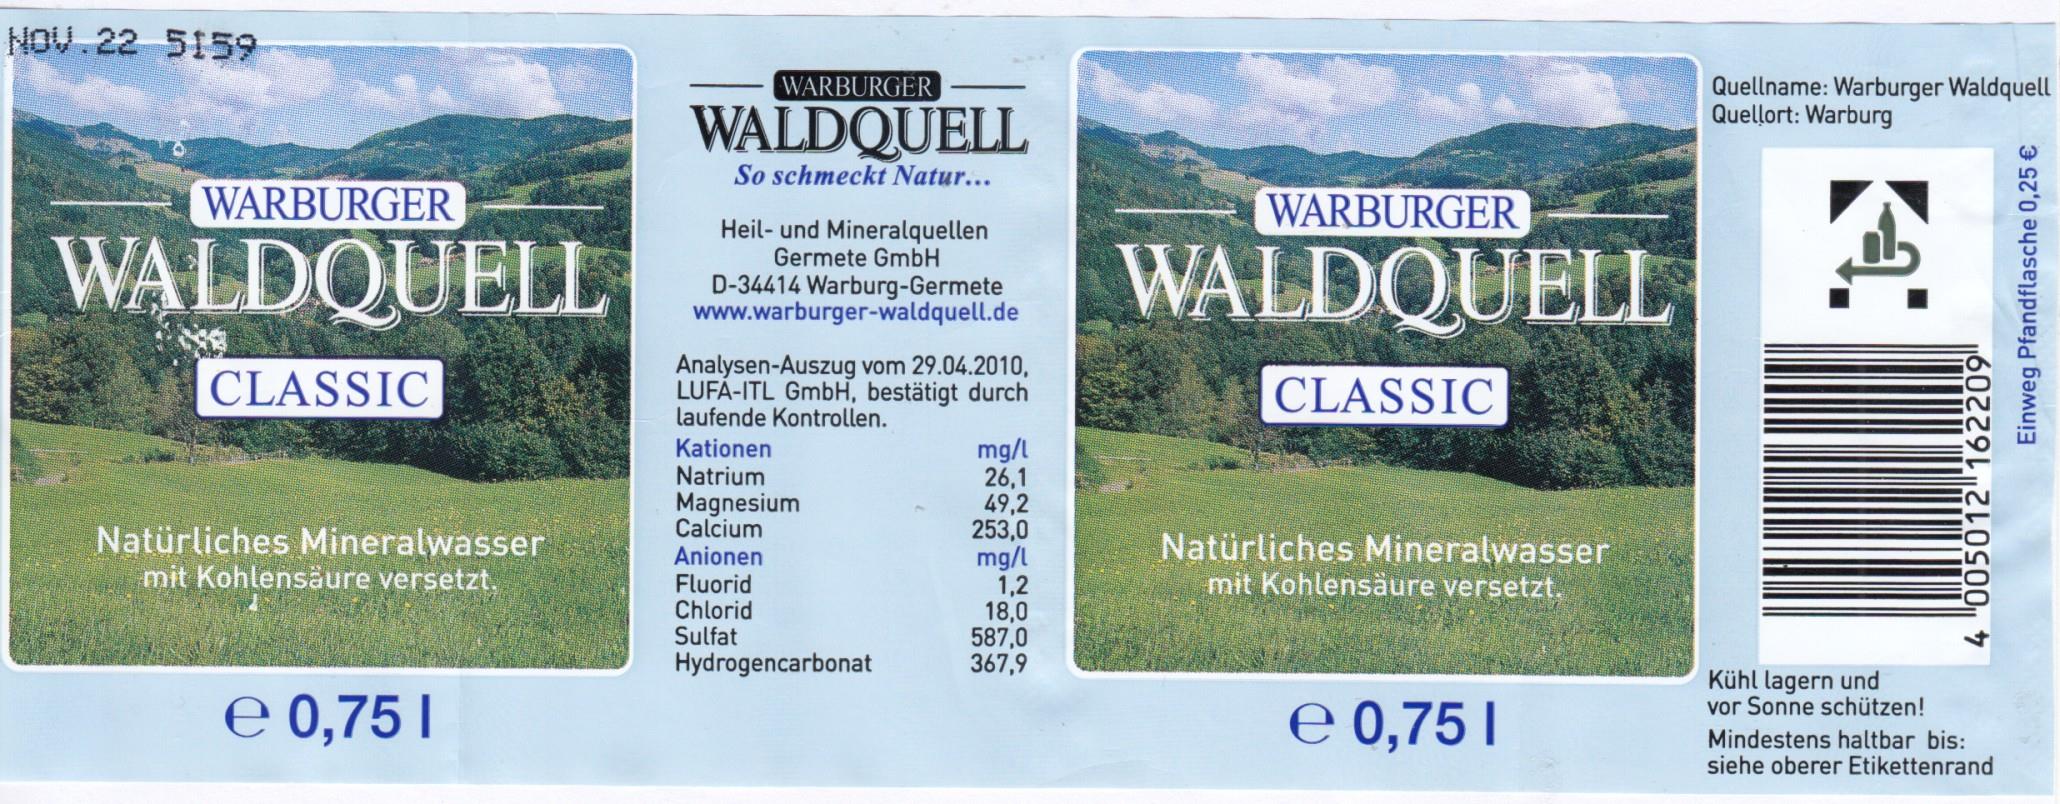 NOV.22 5159
WARBURGER
WALDQUELL
CLASSIC
Natürliches Mineralwasser
mit Kohlensäure versetzt.
e 0,75 l
WARBURGER
WALDQUELL
So schmeckt Natur...
Heil- und Mineralquellen
Germete GmbH
D-34414 Warburg-Germete
www.warburger-waldquell.de
Analysen-Auszug vom 29.04.2010,
LUFA-ITL GmbH, bestätigt durch
laufende Kontrollen.
Kationen mg/l
Natrium 26,1
Magnesium 49,2
Calcium 253,0
Anionen mg/l
Fluorid 1,2
Chlorid 18,0
Sulfat 587,0
Hydrogencarbonat 367,9
WARBURGER
WALDQUELL
CLASSIC
Natürliches Mineralwasser
mit Kohlensäure versetzt.
e 0,75 l
Quellname: Warburger Waldquell
Quellort: Warburg
Einweg Pfandflasche 0,25 €
4 005012 162209
Kühl lagern und
vor Sonne schützen!
Mindestens haltbar bis:
siehe oberer Etikettenrand